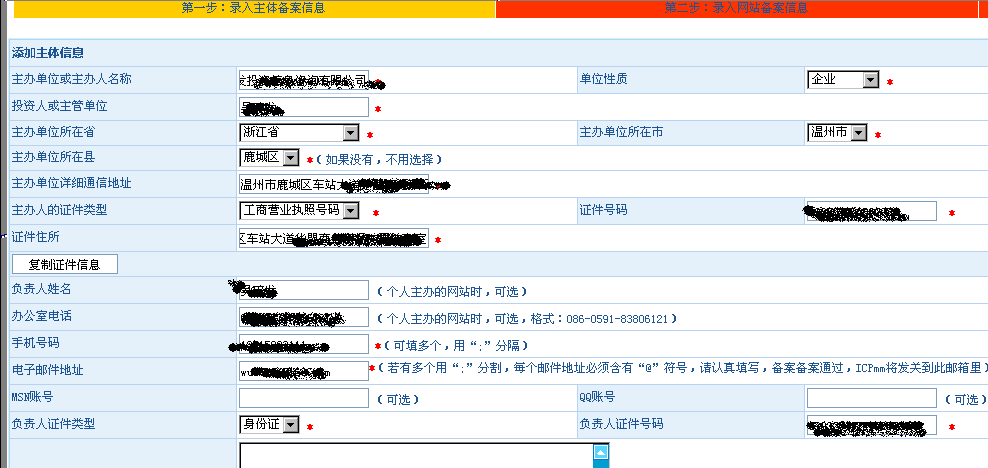 第一步：录入主体备案信息 第二步：录入网站备案信息
添加主体信息
主办单位或主办人名称 投资 咨询有限公司 * 单位性质 企业 *
投资人或主管单位 *
主办单位所在省 浙江省 * 主办单位所在市 温州市 *
主办单位所在县 鹿城区 *(如果没有，不用选择)
主办单位详细通信地址 温州市鹿城区车站大道
主办人的证件类型 工商营业执照号码 * 证件号码 *
证件住所 区车站大道华盟商 *
复制证件信息
负责人姓名 (个人主办的网站时，可选)
办公室电话 (个人主办的网站时，可选，格式：086-0591-83806121)
手机号码 *(可填多个，用“;”分隔)
电子邮件地址 *(若有多个用“;”分割，每个邮件地址必须含有“@”符号，请认真填写，备案备案通过，ICPmm将发关到此邮箱里)
MSN账号 (可选) QQ账号 (可选)
负责人证件类型 身份证 * 负责人证件号码 *